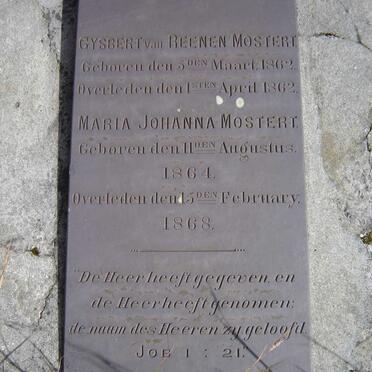 GYSBERT van REENEN MOSTERT
Geboren den 5DEN Maart 1862.
Overleden den 1STEN April 1862.
MARIA JOHANNA MOSTERT.
Geboren den 11DEN Augustus.
1864.
Overleden den 15DEN February.
1868.
"De Heer heeft gegeven en
de Heer heeft genomen:
de naam des Heeren zy geloofd.
JOB 1 : 21.